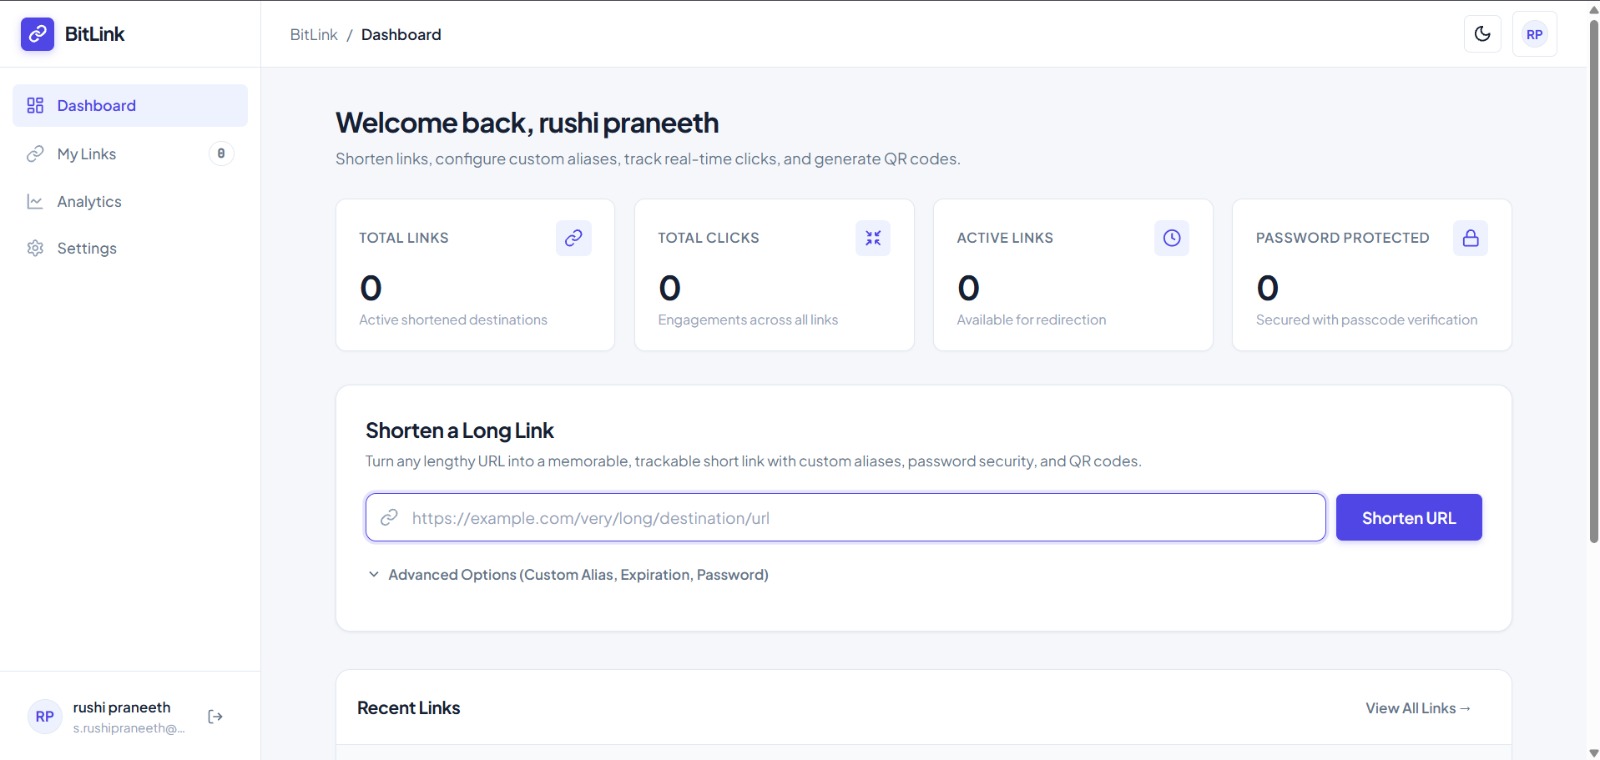 BitLink
BitLink / Dashboard
RP
Dashboard
My Links 0
Analytics
Settings
Welcome back, rushi praneeth
Shorten links, configure custom aliases, track real-time clicks, and generate QR codes.
TOTAL LINKS
0
Active shortened destinations
TOTAL CLICKS
0
Engagements across all links
ACTIVE LINKS
0
Available for redirection
PASSWORD PROTECTED
0
Secured with passcode verification
Shorten a Long Link
Turn any lengthy URL into a memorable, trackable short link with custom aliases, password security, and QR codes.
https://example.com/very/long/destination/url
Shorten URL
Advanced Options (Custom Alias, Expiration, Password)
Recent Links
View All Links →
RP
rushi praneeth
s.rushipraneeth@...